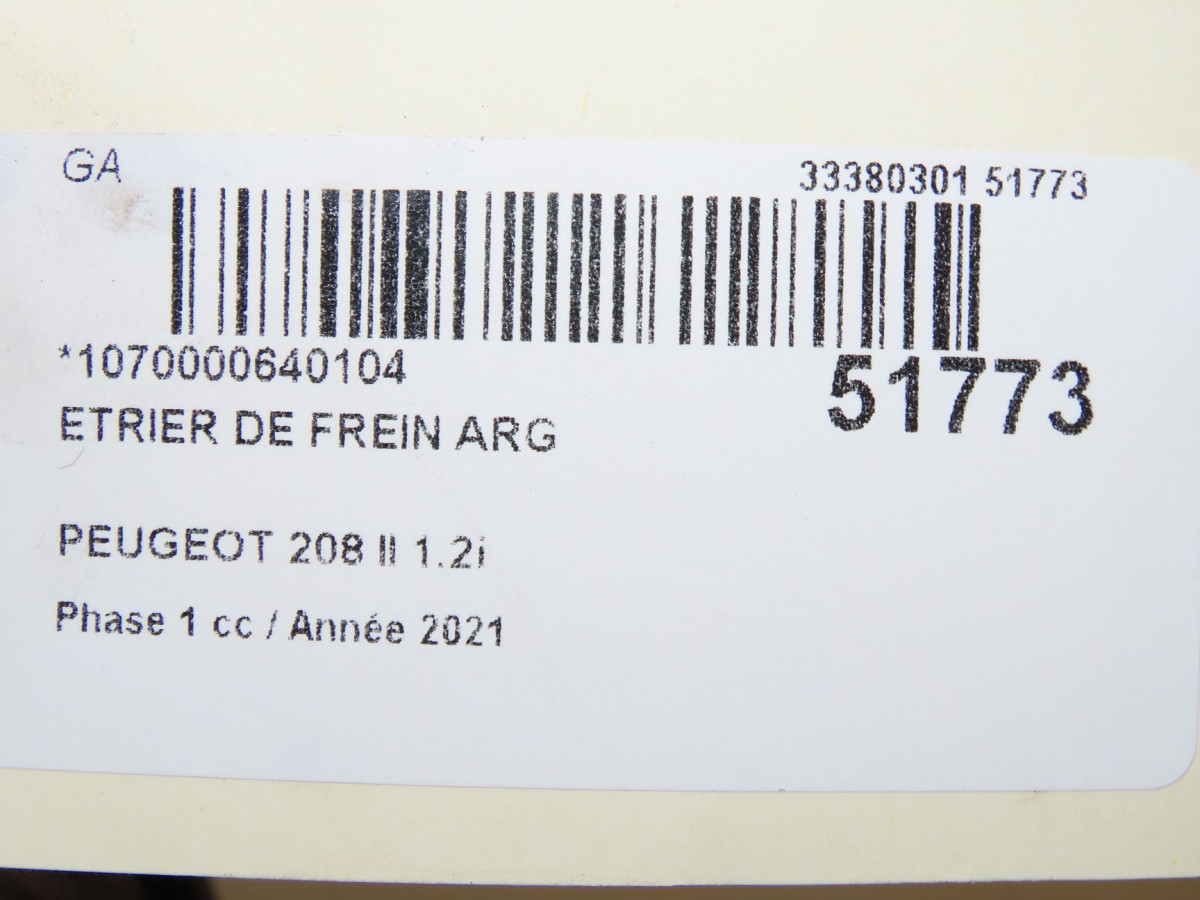 GA
33380301 51773
*1070000640104
51773
ETRIER DE FREIN ARG
PEUGEOT 208 II 1.2i
Phase 1 cc / Année 2021